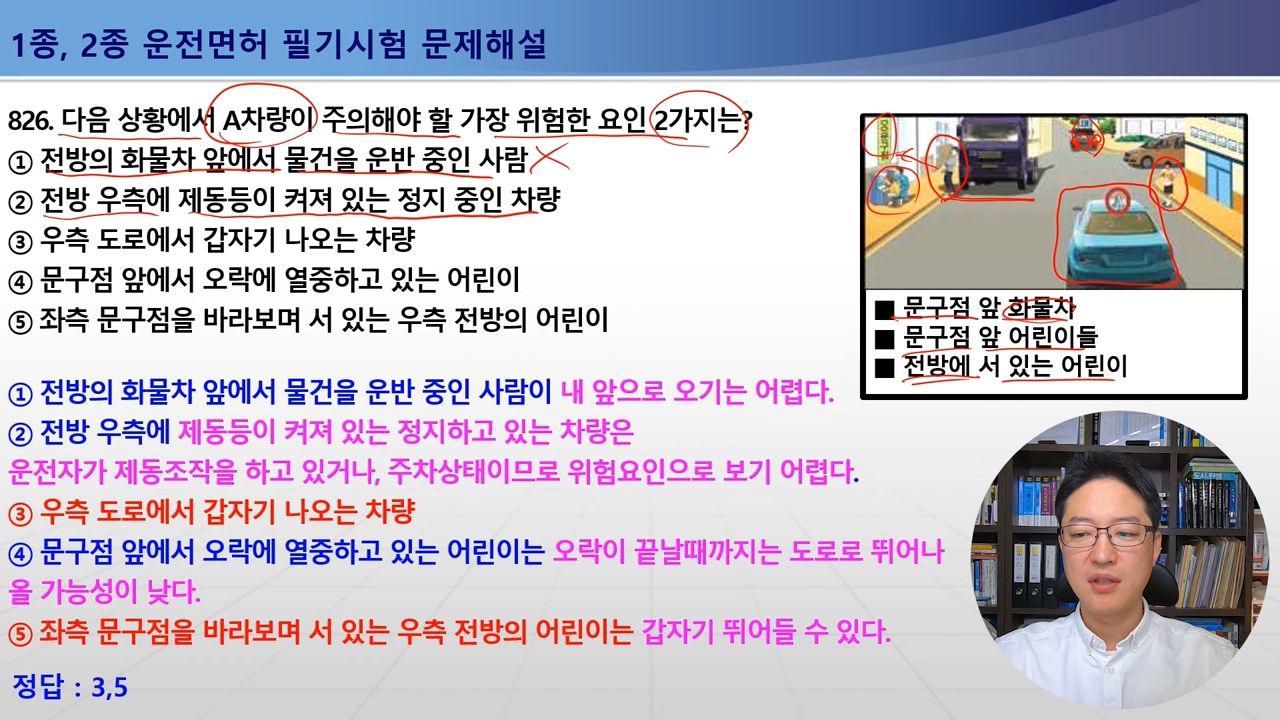 1종, 2종 운전면허 필기시험 문제해설
826. 다음 상황에서 A차량이 주의해야 할 가장 위험한 요인 2가지는?
① 전방의 화물차 앞에서 물건을 운반 중인 사람
② 전방 우측에 제동등이 켜져 있는 정지 중인 차량
③ 우측 도로에서 갑자기 나오는 차량
④ 문구점 앞에서 오락에 열중하고 있는 어린이
⑤ 좌측 문구점을 바라보며 서 있는 우측 전방의 어린이
■ 문구점 앞 화물차
■ 문구점 앞 어린이들
■ 전방에 서 있는 어린이
① 전방의 화물차 앞에서 물건을 운반 중인 사람이 내 앞으로 오기는 어렵다.
② 전방 우측에 제동등이 켜져 있는 정지하고 있는 차량은
운전자가 제동조작을 하고 있거나, 주차상태이므로 위험요인으로 보기 어렵다.
③ 우측 도로에서 갑자기 나오는 차량
④ 문구점 앞에서 오락에 열중하고 있는 어린이는 오락이 끝날때까지는 도로로 뛰어나
올 가능성이 낮다.
⑤ 좌측 문구점을 바라보며 서 있는 우측 전방의 어린이는 갑자기 뛰어들 수 있다.
정답 : 3,5